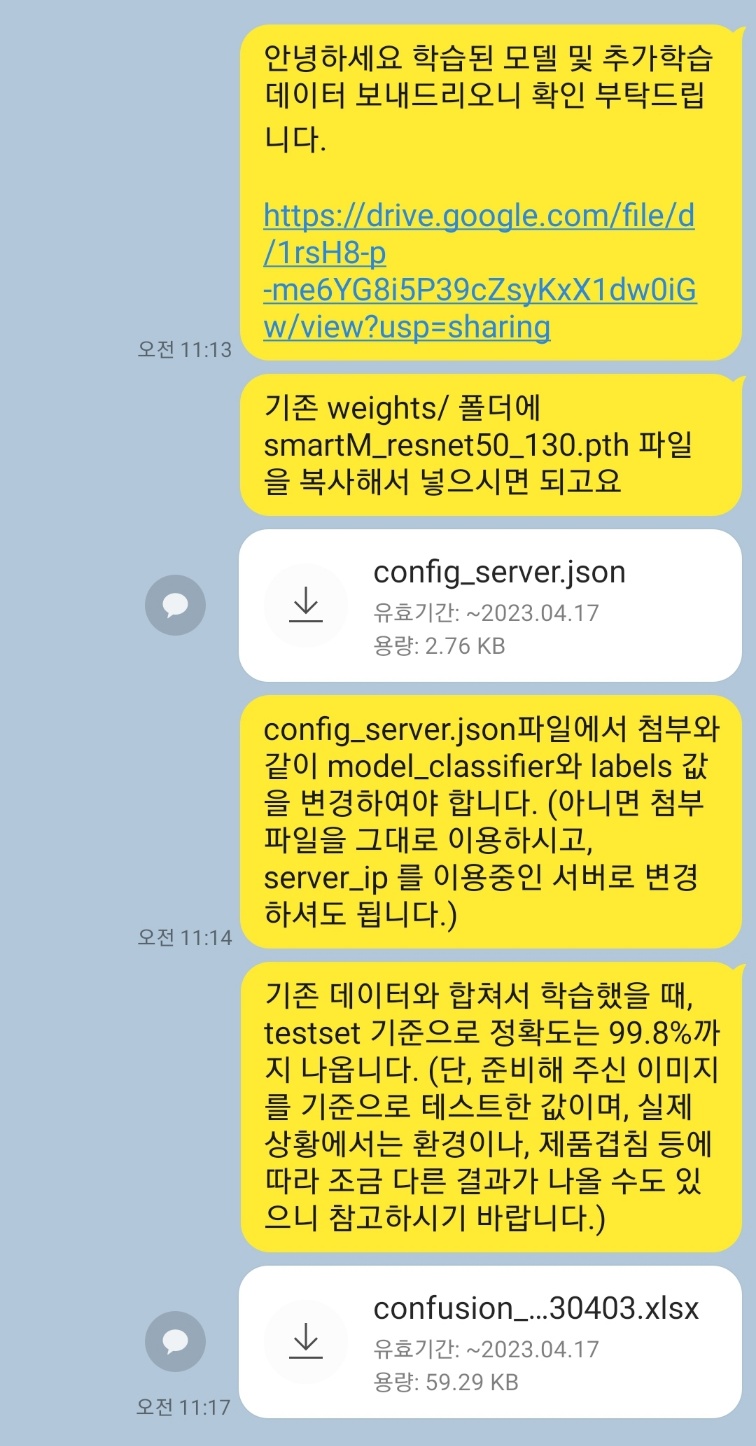 안녕하세요 학습된 모델 및 추가학습
데이터 보내드리오니 확인 부탁드립
니다.
https://drive.google.com/file/d
/1rsH8-p
-me6YG8i5P39cZsyKxX1dw0iG
w/view?usp=sharing
오전 11:13
기존 weights/ 폴더에
smartM_resnet50_130.pth 파일
을 복사해서 넣으시면 되고요
config_server.json
유효기간: ~2023.04.17
용량: 2.76 KB
config_server.json파일에서 첨부와
같이 model_classifier와 labels 값
을 변경하여야 합니다. (아니면 첨부
파일을 그대로 이용하시고,
server_ip 를 이용중인 서버로 변경
하셔도 됩니다.)
오전 11:14
기존 데이터와 합쳐서 학습했을 때,
testset 기준으로 정확도는 99.8%까
지 나옵니다. (단, 준비해 주신 이미지
를 기준으로 테스트한 값이며, 실제
상황에서는 환경이나, 제품겹침 등에
따라 조금 다른 결과가 나올 수도 있
으니 참고하시기 바랍니다.)
confusion_...30403.xlsx
유효기간: ~2023.04.17
용량: 59.29 KB
오전 11:17